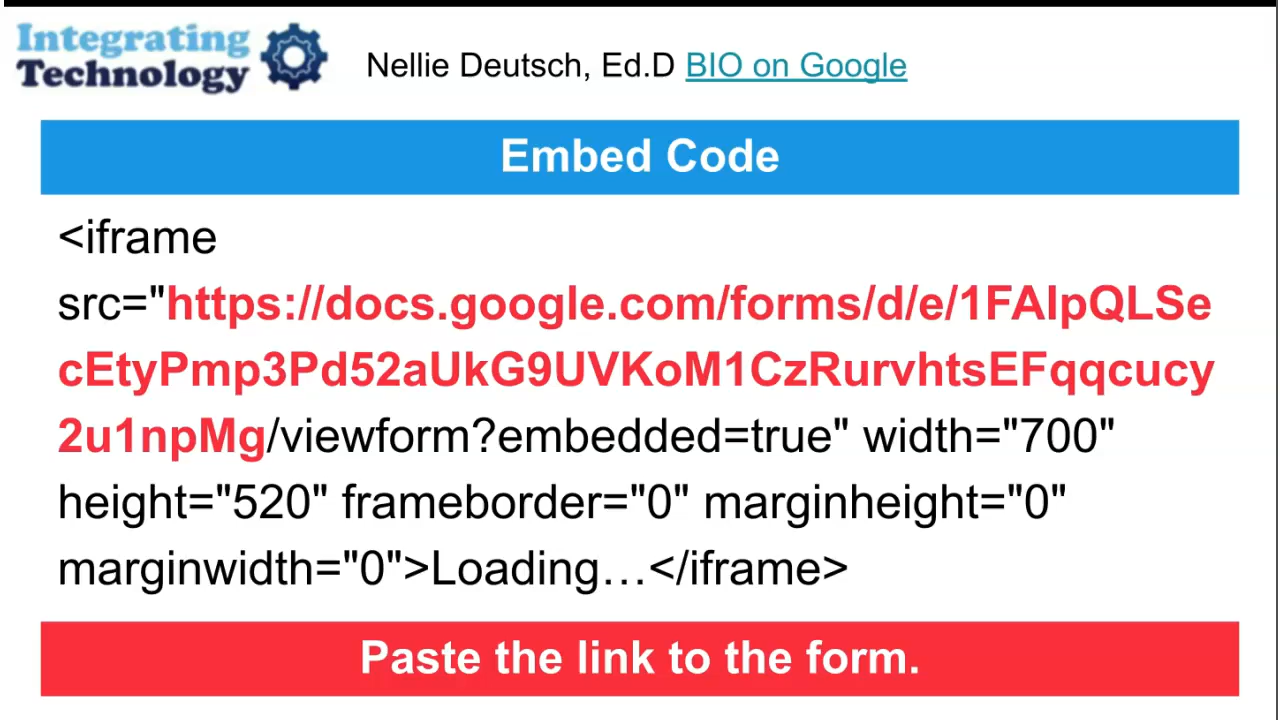 Integrating
Technology
Nellie Deutsch, Ed.D BIO on Google
Embed Code
<iframe
src="https://docs.google.com/forms/d/e/1FAIpQLSe
cEtyPmp3Pd52aUkG9UVKoM1CzRurvhtsEFqqcucy
2u1npMg/viewform?embedded=true" width="700"
height="520" frameborder="0" marginheight="0"
marginwidth="0">Loading…</iframe>
Paste the link to the form.